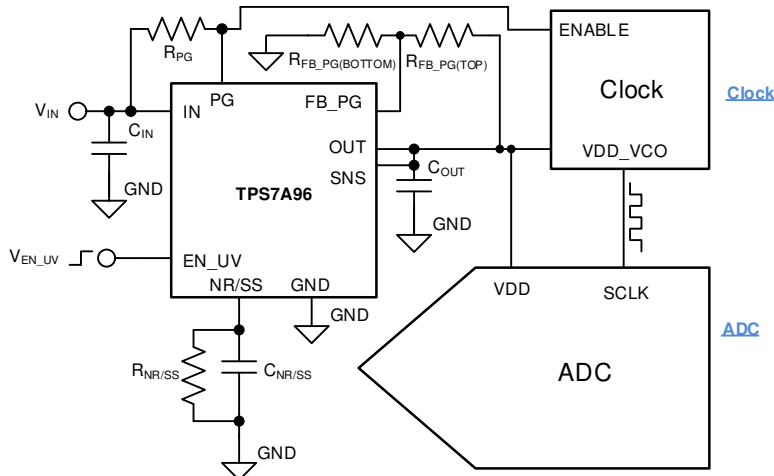 R_PG
R_FB_PG(BOTTOM) R_FB_PG(TOP)
ENABLE
Clock
Clock
V_IN
IN
PG
FB_PG
C_IN
OUT
VDD_VCO
SNS
C_OUT
TPS7A96
GND
GND
V_EN_UV
EN_UV
NR/SS
GND
VDD
SCLK
GND
ADC
R_NR/SS
C_NR/SS
ADC
GND